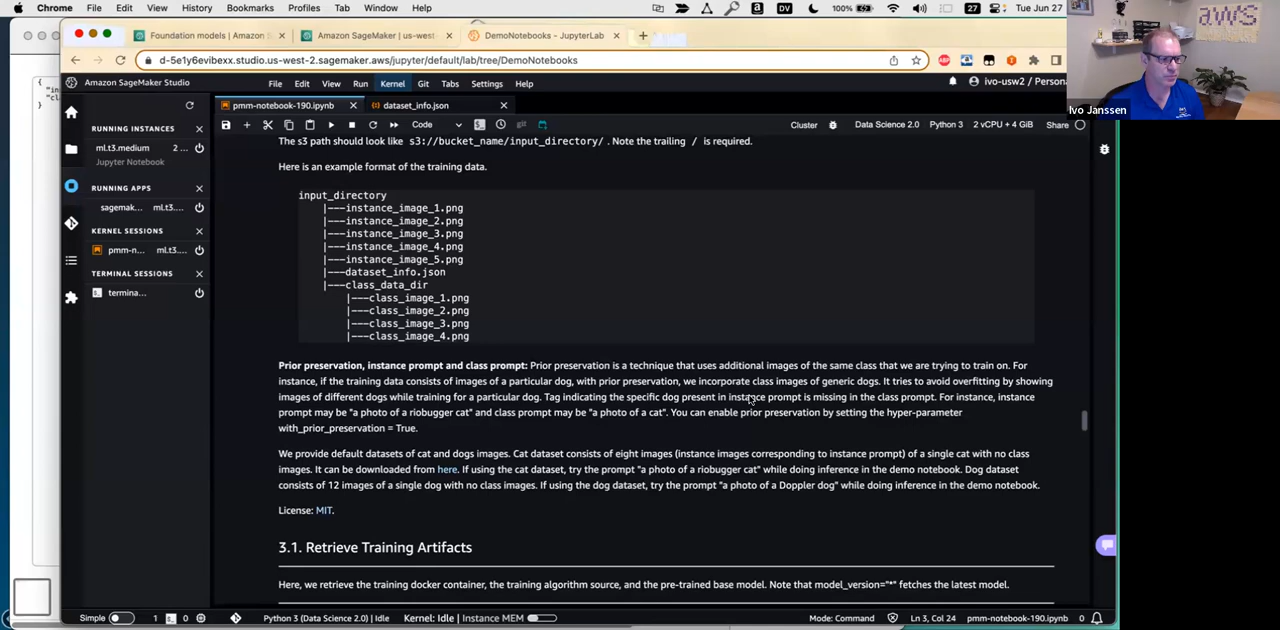 Chrome File Edit View History Bookmarks Profiles Tab Window Help 100% 27 Tue Jun 27
Foundation models | Amazon S Amazon SageMaker | us-west- DemoNotebooks - JupyterLab
d-5e1y6evibexx.studio.us-west-2.sagemaker.aws/jupyter/default/lab/tree/DemoNotebooks
Amazon SageMaker Studio File Edit View Run Kernel Git Tabs Settings Help ivo-usw2 / Persona
Ivo Janssen
pmm-notebook-190.ipynb dataset_info.json
Code git Cluster Data Science 2.0 Python 3 2 vCPU + 4 GiB Share
RUNNING INSTANCES
ml.t3.medium 2 ...
Jupyter Notebook
RUNNING APPS
sagemak... ml.t3....
KERNEL SESSIONS
pmm-n... ml.t3....
TERMINAL SESSIONS
termina...
The s3 path should look like s3://bucket_name/input_directory/. Note the trailing / is required.
Here is an example format of the training data.
input_directory
|---instance_image_1.png
|---instance_image_2.png
|---instance_image_3.png
|---instance_image_4.png
|---instance_image_5.png
|---dataset_info.json
|---class_data_dir
|---class_image_1.png
|---class_image_2.png
|---class_image_3.png
|---class_image_4.png
Prior preservation, instance prompt and class prompt: Prior preservation is a technique that uses additional images of the same class that we are trying to train on. For
instance, if the training data consists of images of a particular dog, with prior preservation, we incorporate class images of generic dogs. It tries to avoid overfitting by showing
images of different dogs while training for a particular dog. Tag indicating the specific dog present in instance prompt is missing in the class prompt. For instance, instance
prompt may be "a photo of a riobugger cat" and class prompt may be "a photo of a cat". You can enable prior preservation by setting the hyper-parameter
with_prior_preservation = True.
We provide default datasets of cat and dogs images. Cat dataset consists of eight images (instance images corresponding to instance prompt) of a single cat with no class
images. It can be downloaded from here. If using the cat dataset, try the prompt "a photo of a riobugger cat" while doing inference in the demo notebook. Dog dataset
consists of 12 images of a single dog with no class images. If using the dog dataset, try the prompt "a photo of a Doppler dog" while doing inference in the demo notebook.
License: MIT.
3.1. Retrieve Training Artifacts
Here, we retrieve the training docker container, the training algorithm source, and the pre-trained base model. Note that model_version="*" fetches the latest model.
Simple 1 0 Python 3 (Data Science 2.0) | Idle Kernel: Idle | Instance MEM Mode: Command Ln 3, Col 24 pmm-notebook-190.ipynb 0